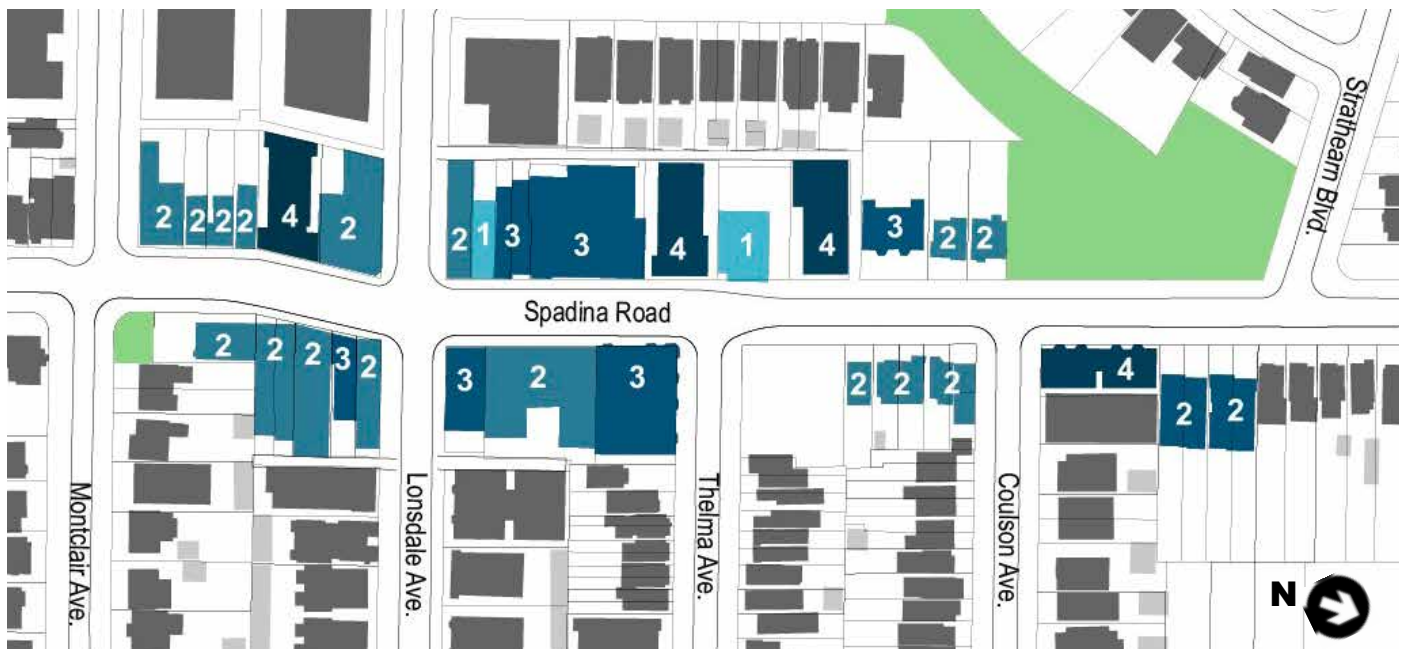 Strathearn Blvd.
2 2 2 2 4 2
2 1 3 3 4 1 4
3 2 2
Spadina Road
2 2 2 3 2
3 2 3
2 2 2
4 2 2
Montclair Ave.
Lonsdale Ave.
Thelma Ave.
Coulson Ave.
N